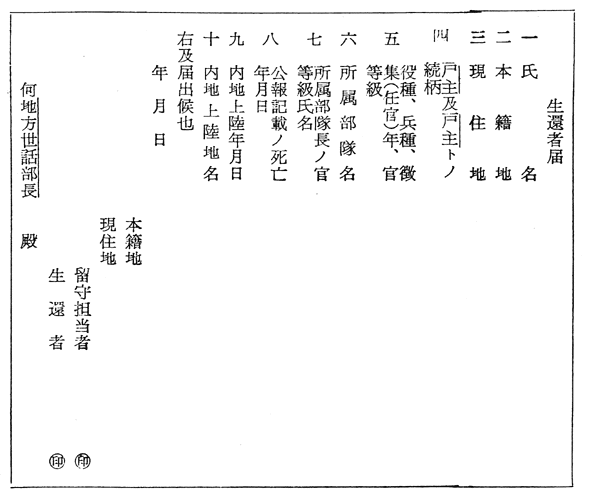 生還者届
一 氏名
二 本籍地
三 現住地
四 戸主及戸主トノ
続柄
五 役種、兵種、徴
集(任官)年、官
等級
六 所属部隊名
七 所属部隊長ノ官
等級氏名
八 公報記載ノ死亡
年月日
九 内地上陸年月日
十 内地上陸地名
右及届出候也
年 月 日
本籍地
現住地
留守担当者 ㊞
生還者 ㊞
何地方世話部長 殿